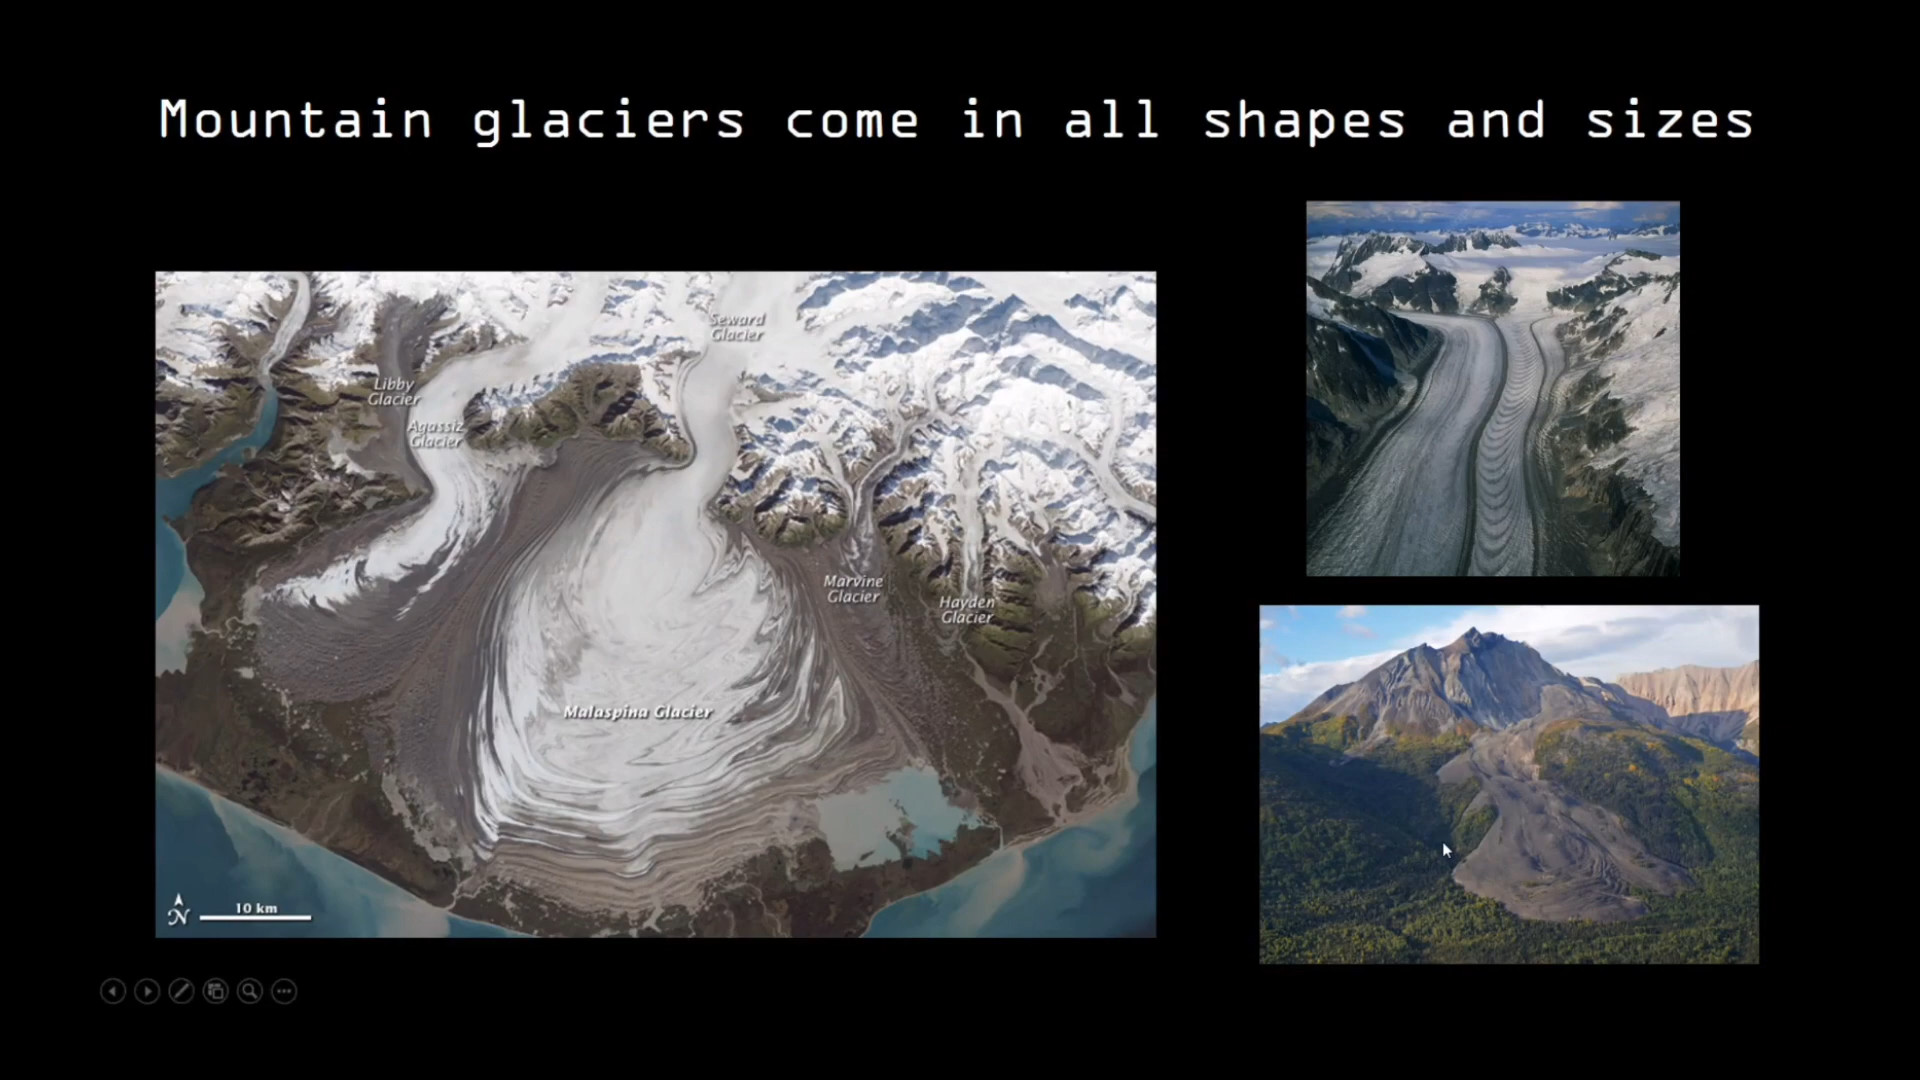 Mountain glaciers come in all shapes and sizes
Seward
Glacier
Libby
Glacier
Agassiz
Glacier
Marvine
Glacier
Hayden
Glacier
Malaspina Glacier
N
10 km